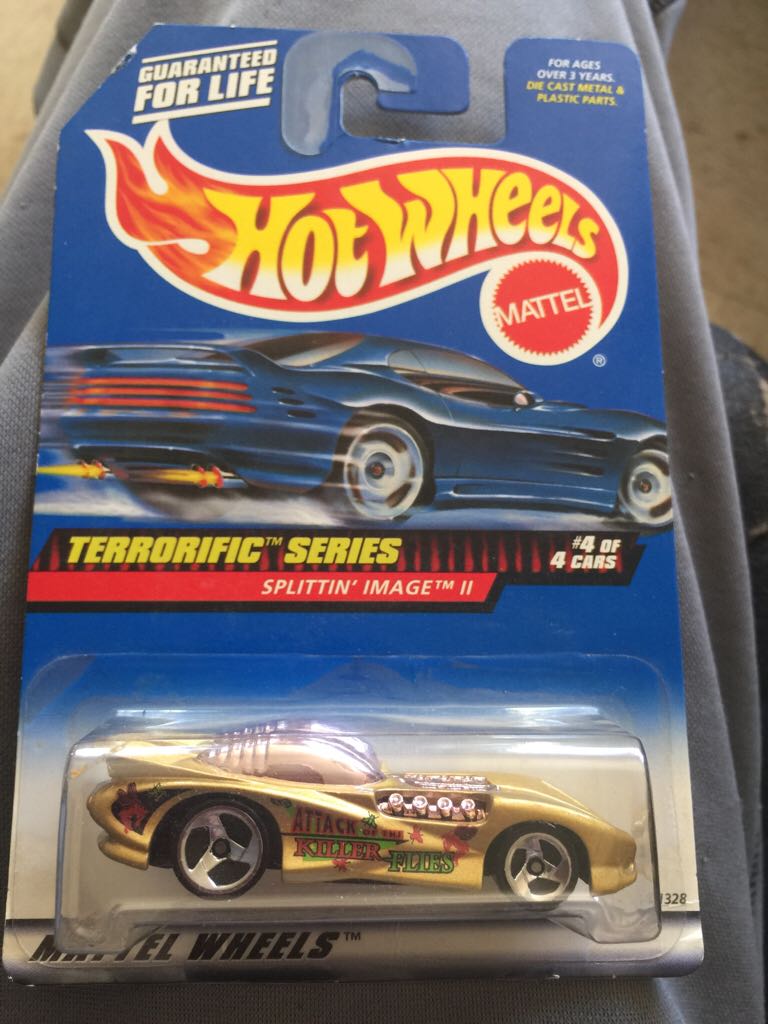 GUARANTEED
FOR LIFE
FOR AGES
OVER 3 YEARS.
DIE CAST METAL &
PLASTIC PARTS.
HOT WHEELS
MATTEL
®
TERRORIFIC™ SERIES
#4 OF
4 CARS
SPLITTIN' IMAGE™ II
ATTACK OF THE
KILLER FLIES
1328
MATTEL WHEELS™